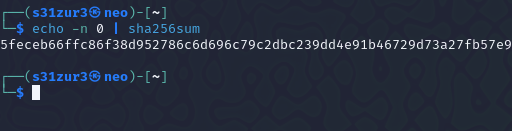 ┌──(s31zur3㉿neo)-[~]
└─$ echo -n 0 | sha256sum
5feceb66ffc86f38d952786c6d696c79c2dbc239dd4e91b46729d73a27fb57e9
┌──(s31zur3㉿neo)-[~]
└─$